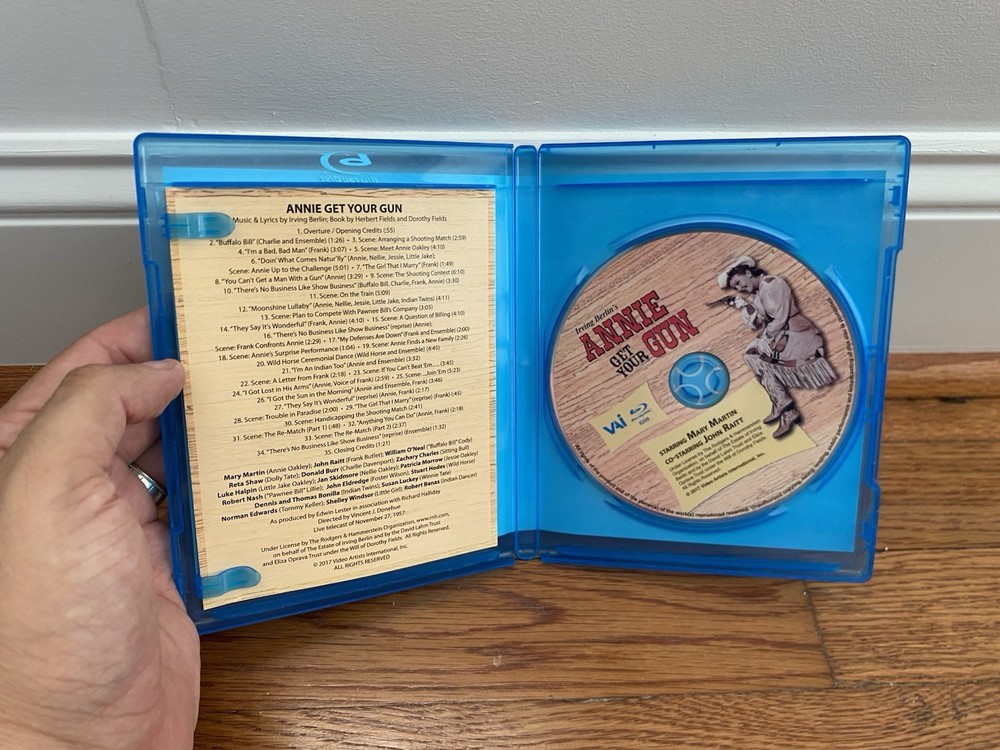 ANNIE GET YOUR GUN
Music & Lyrics by Irving Berlin; Book by Herbert Fields and Dorothy Fields
1. Overture / Opening Credits (:55)
2. "Buffalo Bill" (Charlie and Ensemble) (1:26) • 3. Scene: Arranging a Shooting Match (2:59)
4. "I'm a Bad, Bad Man" (Frank) (3:07) • 5. Scene: Meet Annie Oakley (4:10)
6. "Doin' What Comes Natur'lly" (Annie, Nellie, Jessie, Little Jake);
Scene: Annie Up to the Challenge (5:01) • 7. "The Girl That I Marry" (Frank) (1:49)
8. "You Can't Get a Man With a Gun" (Annie) (3:29) • 9. Scene: The Shooting Contest (6:10)
10. "There's No Business Like Show Business" (Buffalo Bill, Charlie, Frank, Annie) (3:30)
11. Scene: On the Train (5:09)
12. "Moonshine Lullaby" (Annie, Nellie, Jessie, Little Jake, Indian Twins) (4:11)
13. Scene: Plan to Compete With Pawnee Bill's Company (3:05)
14. "They Say It's Wonderful" (Frank, Annie) (4:10) • 15. Scene: A Question of Billing (4:10)
16. "There's No Business Like Show Business" (reprise) (Annie);
Scene: Frank Confronts Annie (2:29) • 17. "My Defenses Are Down" (Frank and Ensemble) (2:00)
18. Scene: Annie's Surprise Performance (1:04) • 19. Scene: Annie Finds a New Family (2:26)
20. Wild Horse Ceremonial Dance (Wild Horse and Ensemble) (4:45)
21. "I'm An Indian Too" (Annie and Ensemble) (3:32)
22. Scene: A Letter from Frank (2:18) • 23. Scene: If You Can't Beat 'Em.... (3:45)
24. "I Got Lost in His Arms" (Annie, Voice of Frank) (2:59) • 25. Scene: ...Join 'Em (5:23)
26. "I Got the Sun in the Morning" (Annie and Ensemble, Frank) (3:46)
27. "They Say It's Wonderful" (reprise) (Annie, Frank) (2:17)
28. Scene: Trouble in Paradise (2:00) • 29. "The Girl That I Marry" (reprise) (Frank) (:45)
30. Scene: Handicapping the Shooting Match (2:41)
31. Scene: The Re-Match (Part 1) (:48) • 32. "Anything You Can Do" (Annie, Frank) (2:18)
33. Scene: The Re-Match (Part 2) (2:37)
34. "There's No Business Like Show Business" (reprise) (Ensemble) (1:32)
35. Closing Credits (1:21)
Mary Martin (Annie Oakley); John Raitt (Frank Butler); William O'Neal ("Buffalo Bill" Cody)
Reta Shaw (Dolly Tate); Donald Burr (Charlie Davenport); Zachary Charles (Sitting Bull)
Luke Halpin (Little Jake Oakley); Jan Skidmore (Nellie Oakley); Patricia Morrow (Jessie Oakley)
Robert Nash ("Pawnee Bill" Lillie); John Eldredge (Foster Wilson); Stuart Hodes (Wild Horse)
Dennis and Thomas Bonilla (Indian Twins); Susan Luckey (Winnie Tate)
Norman Edwards (Tommy Keeler); Shelley Windsor (Little Girl); Robert Banas (Indian Dancer)
As produced by Edwin Lester in association with Richard Halliday
Directed by Vincent J. Donehue
Live telecast of November 27, 1957
Under License by The Rodgers & Hammerstein Organization, www.rnh.com,
on behalf of The Estate of Irving Berlin and by the David Lahm Trust
and Eliza Oprava Trust under the Will of Dorothy Fields. All Rights Reserved.
© 2017 Video Artists International, Inc.
ALL RIGHTS RESERVED
Irving Berlin's
ANNIE
GET
YOUR
GUN
VAI
STARRING MARY MARTIN
CO-STARRING JOHN RAITT
Under License by The Rodgers & Hammerstein
© 2017 Video Artists